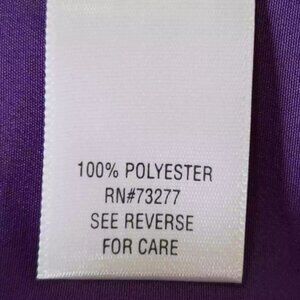 100% POLYESTER
RN#73277
SEE REVERSE
FOR CARE